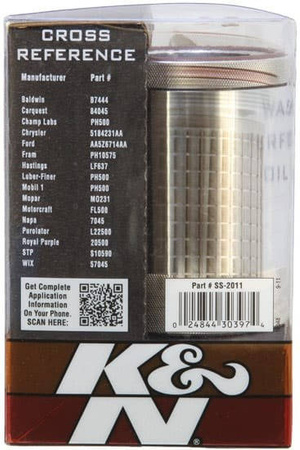 CROSS
REFERENCE
Manufacturer Part #
Baldwin B7444
Carquest 84045
Champ Labs PH500
Chrysler 5184231AA
Ford AA5Z6714AA
Fram PH10575
Hastings LF637
Luber-Finer PH500
Mobil 1 PH500
Mopar MO231
Motorcraft FL500
Napa 7045
Purolator L22500
Royal Purple 20500
STP S10590
WIX 57045
Get Complete
Application
Information
On Your Phone.
SCAN HERE:
Part # SS-2011
0 24844 30397 4
K&N